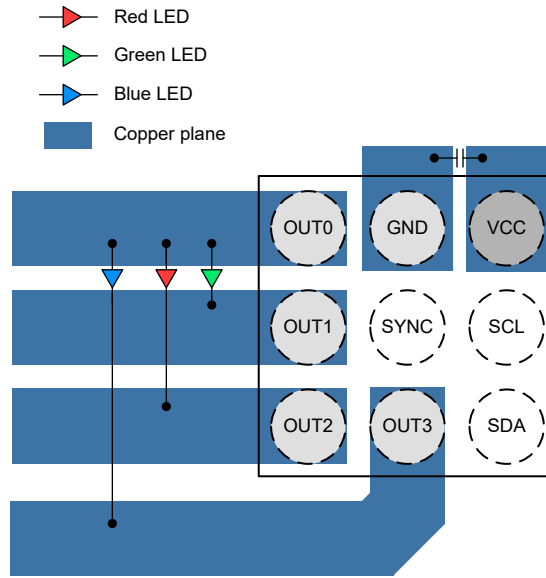 Red LED
Green LED
Blue LED
Copper plane
OUT0 GND VCC
OUT1 SYNC SCL
OUT2 OUT3 SDA